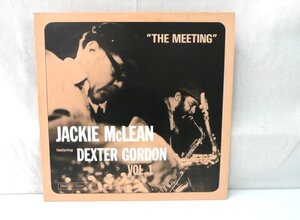 "THE MEETING"
JACKIE McLEAN
featuring
DEXTER GORDON
VOL. 1